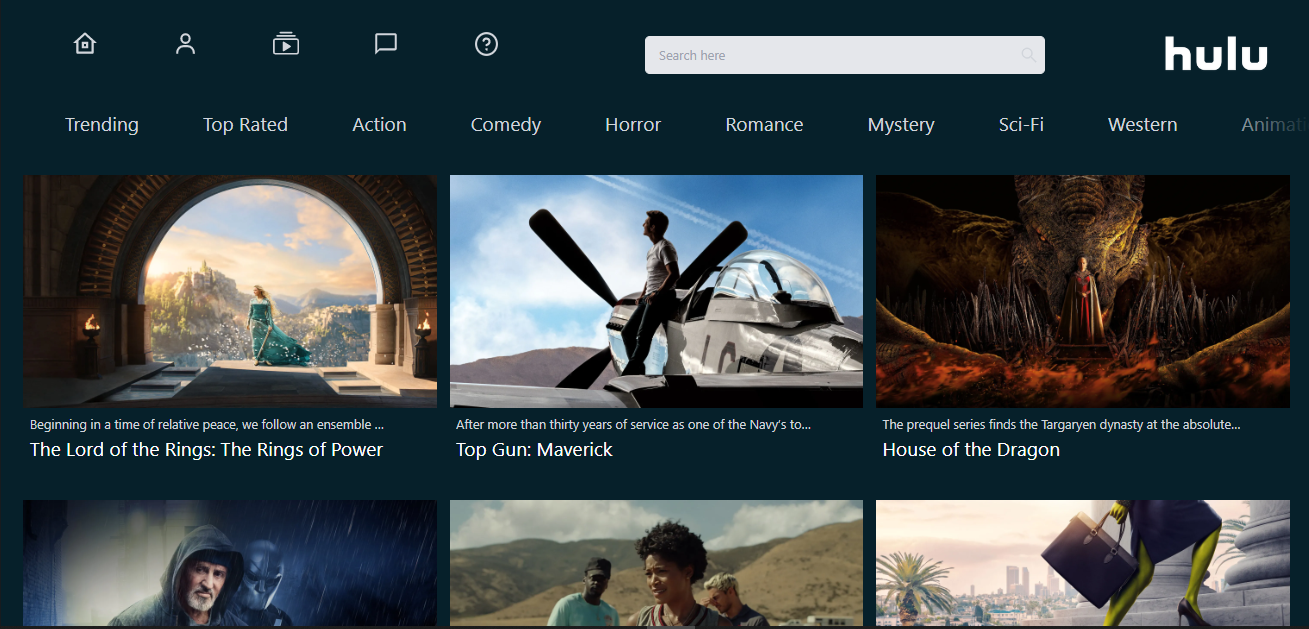 Search here
hulu
Trending Top Rated Action Comedy Horror Romance Mystery Sci-Fi Western Animati
Beginning in a time of relative peace, we follow an ensemble ...
The Lord of the Rings: The Rings of Power
After more than thirty years of service as one of the Navy's to...
Top Gun: Maverick
The prequel series finds the Targaryen dynasty at the absolute...
House of the Dragon